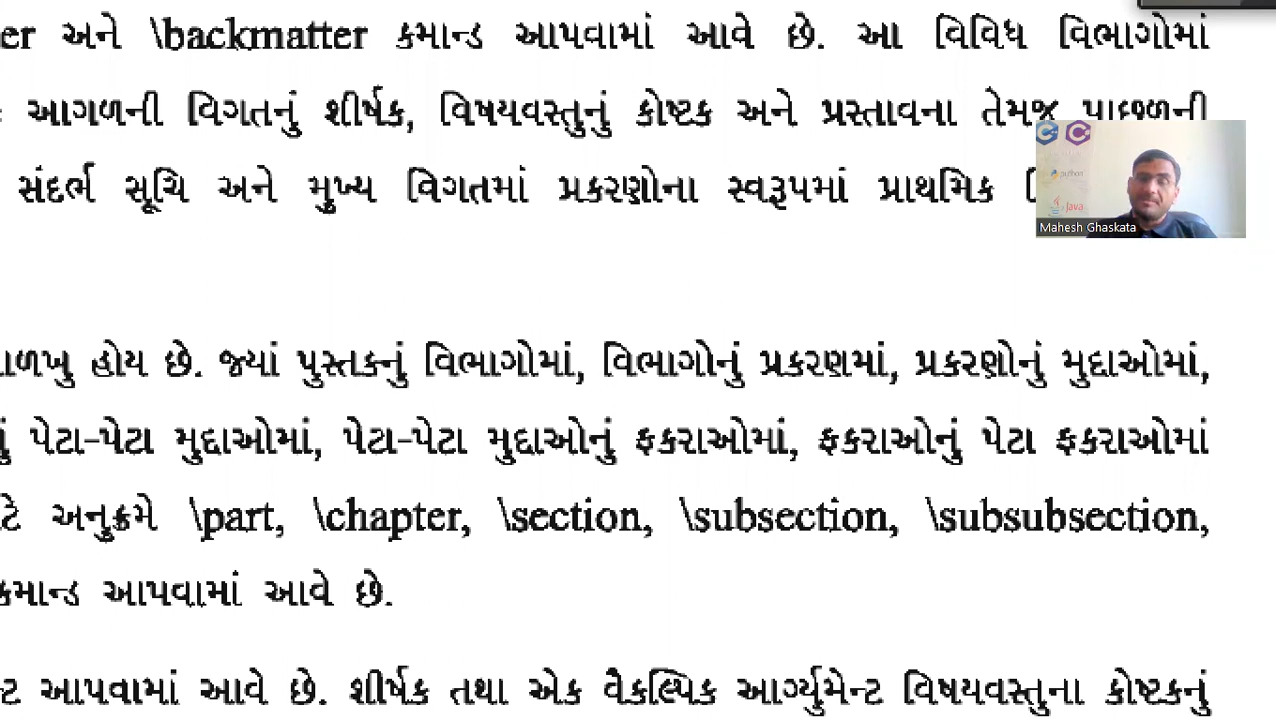 er અને \backmatter કમાન્ડ આપવામાં આવે છે. આ વિવિધ વિભાગોમાં
આગળની વિગતનું શીર્ષક, વિષયવસ્તુનું કોષ્ટક અને પ્રસ્તાવના તેમજ પાછળની
સંદર્ભ સૂચિ અને મુખ્ય વિગતમાં પ્રકરણોના સ્વરૂપમાં પ્રાથમિક
python
Java
Mahesh Ghaskata
ાળખુ હોય છે. જ્યાં પુસ્તકનું વિભાગોમાં, વિભાગોનું પ્રકરણમાં, પ્રકરણોનું મુદ્દાઓમાં,
પેટા-પેટા મુદ્દાઓમાં, પેટા-પેટા મુદ્દાઓનું ફકરાઓમાં, ફકરાઓનું પેટા ફકરાઓમાં
ટે અનુક્રમે \part, \chapter, \section, \subsection, \subsubsection,
કમાન્ડ આપવામાં આવે છે.
આપવામાં આવે છે. શીર્ષક તથા એક વૈકલ્પિક આર્ગ્યુમેન્ટ વિષયવસ્તુના કોષ્ટકનું